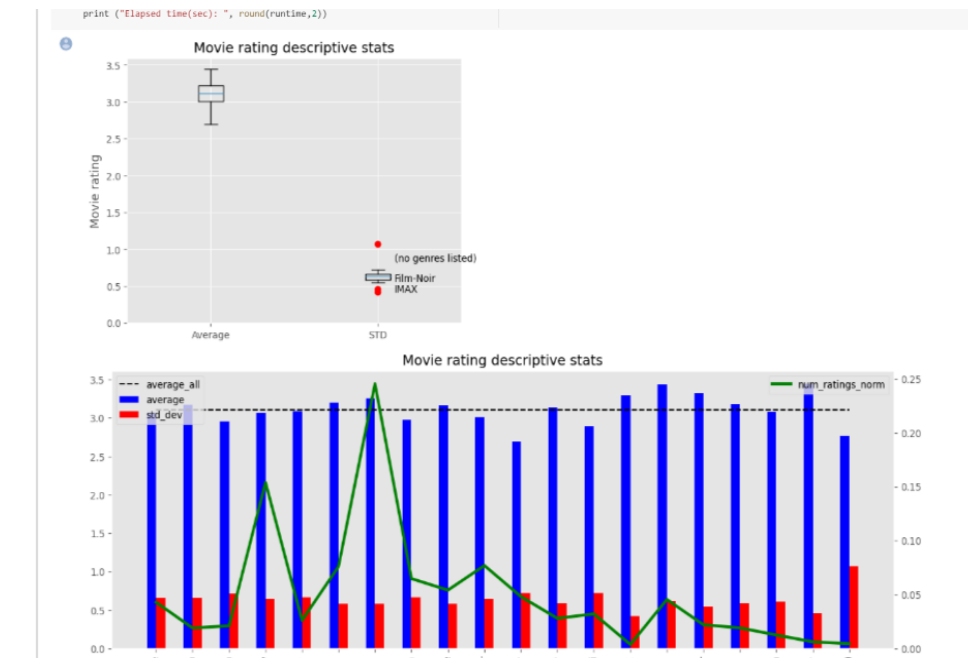 print ("Elapsed time(sec): ", round(runtime,2))
Movie rating descriptive stats
3.5
3.0
2.5
2.0
1.5
1.0
0.5
0.0
Movie rating
(no genres listed)
Film-Noir
IMAX
Average STD
Movie rating descriptive stats
average_all
average
std_dev
num_ratings_norm
3.5
3.0
2.5
2.0
1.5
1.0
0.5
0.0
0.25
0.20
0.15
0.10
0.05
0.00